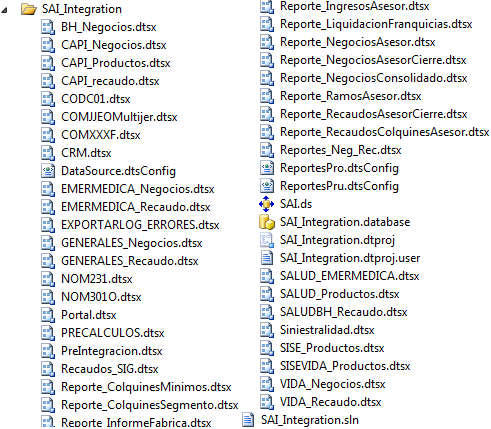 SAI_Integration
BH_Negocios.dtsx
CAPI_Negocios.dtsx
CAPI_Productos.dtsx
CAPI_recaudo.dtsx
CODC01.dtsx
COMJJEOMultijer.dtsx
COMXXXF.dtsx
CRM.dtsx
DataSource.dtsConfig
EMERMEDICA_Negocios.dtsx
EMERMEDICA_Recaudo.dtsx
EXPORTARLOG_ERRORES.dtsx
GENERALES_Negocios.dtsx
GENERALES_Recaudo.dtsx
NOM231.dtsx
NOM301O.dtsx
Portal.dtsx
PRECALCULOS.dtsx
PreIntegracion.dtsx
Recaudos_SIG.dtsx
Reporte_ColquinesMinimos.dtsx
Reporte_ColquinesSegmento.dtsx
Reporte_InformeFabrica.dtsx
Reporte_IngresosAsesor.dtsx
Reporte_LiquidacionFranquicias.dtsx
Reporte_NegociosAsesor.dtsx
Reporte_NegociosAsesorCierre.dtsx
Reporte_NegociosConsolidado.dtsx
Reporte_RamosAsesor.dtsx
Reporte_RecaudosAsesorCierre.dtsx
Reporte_RecaudosColquinesAsesor.dtsx
Reportes_Neg_Rec.dtsx
ReportesPro.dtsConfig
ReportesPru.dtsConfig
SAI.ds
SAI_Integration.database
SAI_Integration.dtproj
SAI_Integration.dtproj.user
SALUD_EMERMEDICA.dtsx
SALUD_Productos.dtsx
SALUDBH_Recaudo.dtsx
Siniestralidad.dtsx
SISE_Productos.dtsx
SISEVIDA_Productos.dtsx
VIDA_Negocios.dtsx
VIDA_Recaudo.dtsx
SAI_Integration.sln